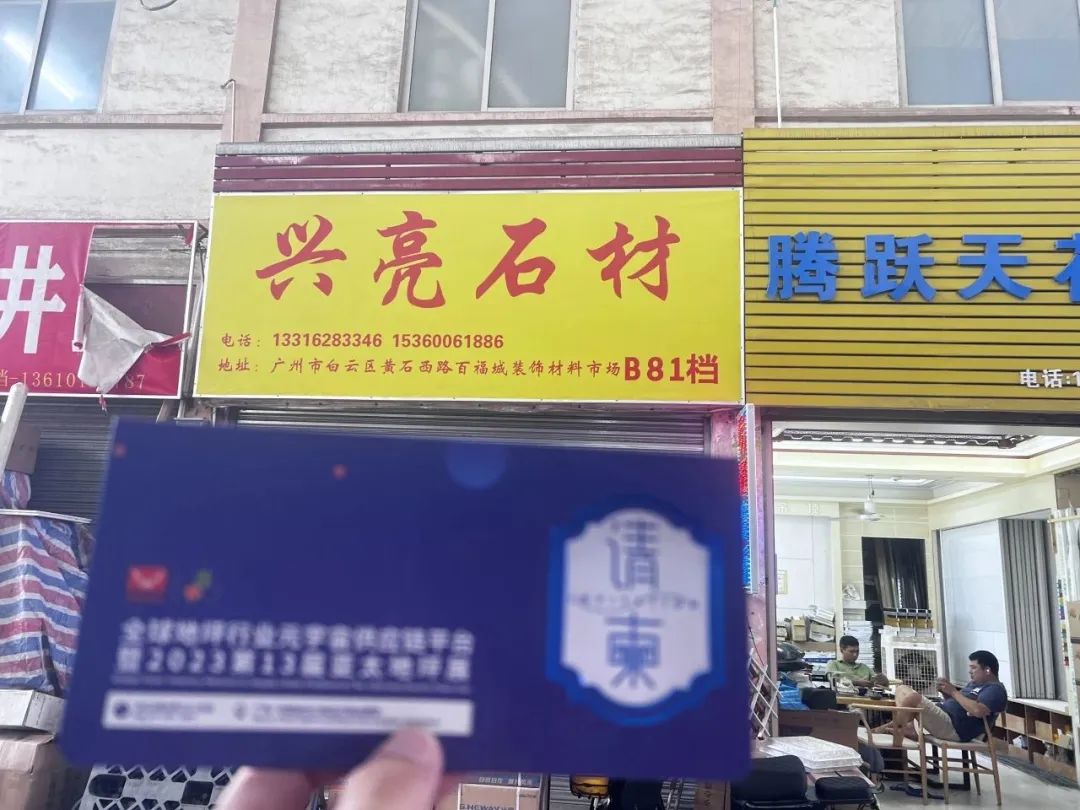 兴亮石材
电话：13316283346 15360061886
地址：广州市白云区黄石西路百福城装饰材料市场B81档
腾跃天
电话:1
请
柬
全球地坪行业元宇宙供应链平台
暨2023第13届亚太地坪展